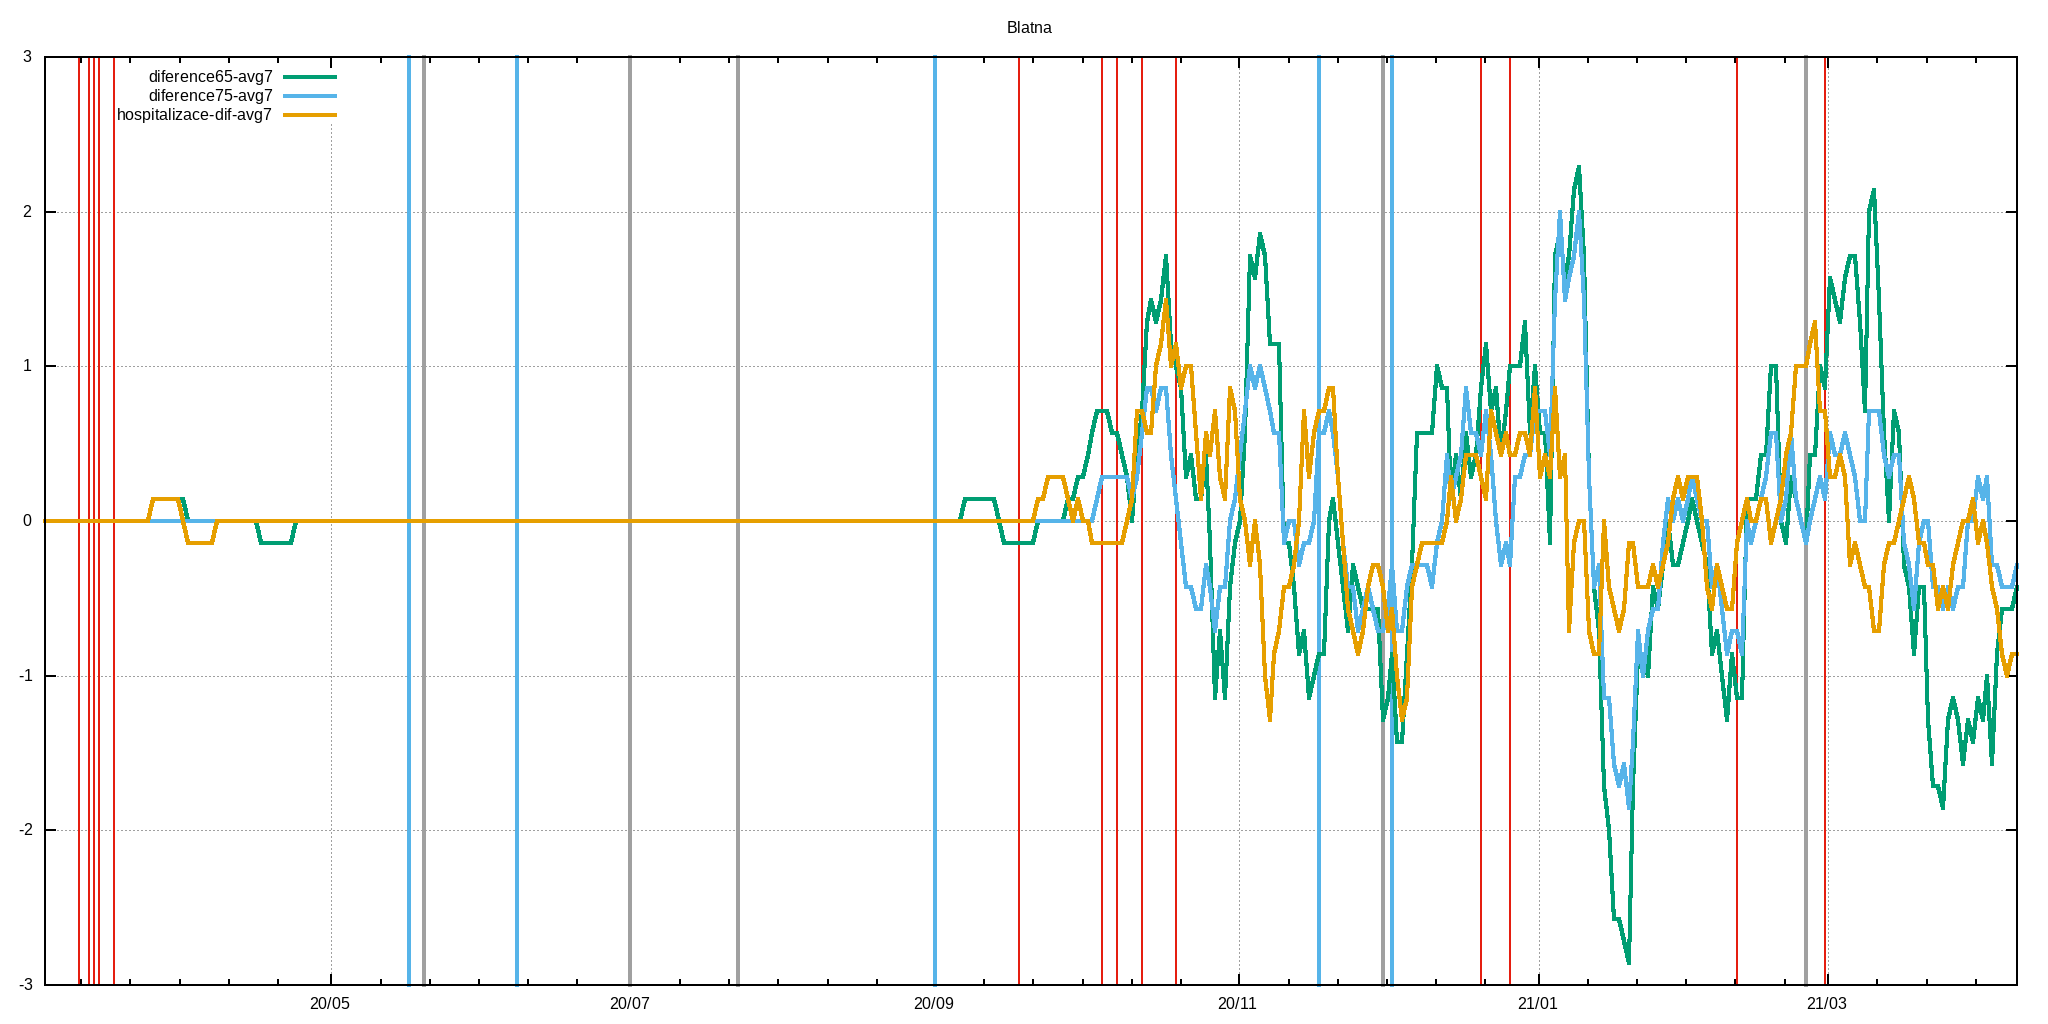 Blatna
3
diference65-avg7
diference75-avg7
hospitalizace-dif-avg7
2
1
0
-1
-2
-3
20/05 20/07 20/09 20/11 21/01 21/03